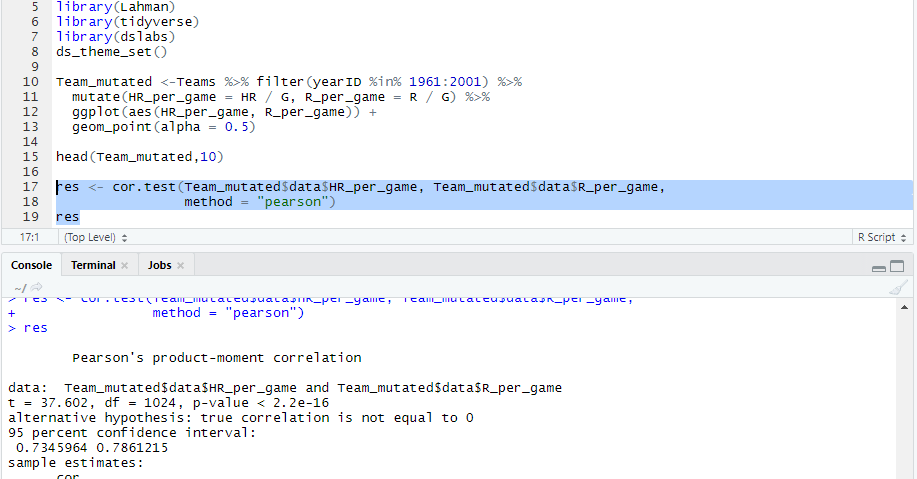 5 library(Lahman)
6 library(tidyverse)
7 library(dslabs)
8 ds_theme_set()
9
10 Team_mutated <-Teams %>% filter(yearID %in% 1961:2001) %>%
11 mutate(HR_per_game = HR / G, R_per_game = R / G) %>%
12 ggplot(aes(HR_per_game, R_per_game)) +
13 geom_point(alpha = 0.5)
14
15 head(Team_mutated,10)
16
17 res <- cor.test(Team_mutated$data$HR_per_game, Team_mutated$data$R_per_game,
18 method = "pearson")
19 res
17:1 (Top Level) R Script
Console Terminal Jobs
~/
> res <- cor.test(Team_mutated$data$HR_per_game, Team_mutated$data$R_per_game,
+ method = "pearson")
> res
Pearson's product-moment correlation
data: Team_mutated$data$HR_per_game and Team_mutated$data$R_per_game
t = 37.602, df = 1024, p-value < 2.2e-16
alternative hypothesis: true correlation is not equal to 0
95 percent confidence interval:
0.7345964 0.7861215
sample estimates:
cor